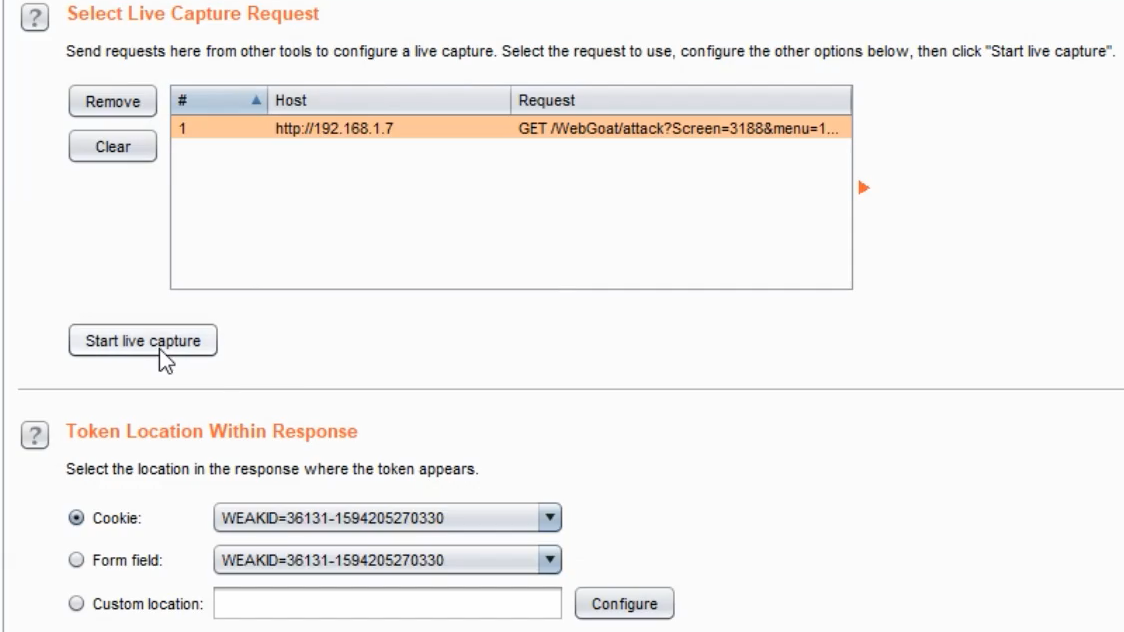 Select Live Capture Request
Send requests here from other tools to configure a live capture. Select the request to use, configure the other options below, then click "Start live capture".
Remove
Clear
# Host Request
1 http://192.168.1.7 GET /WebGoat/attack?Screen=3188&menu=1...
Start live capture
Token Location Within Response
Select the location in the response where the token appears.
Cookie: WEAKID=36131-1594205270330
Form field: WEAKID=36131-1594205270330
Custom location: Configure